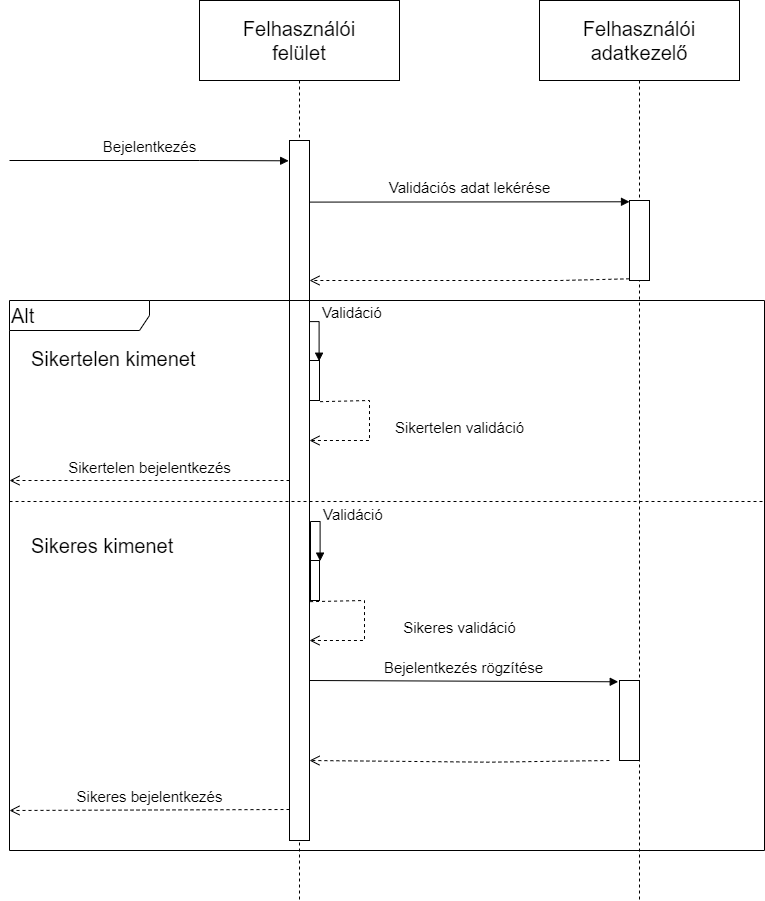 Felhasználói
felület
Felhasználói
adatkezelő
Bejelentkezés
Validációs adat lekérése
Alt
Validáció
Sikertelen kimenet
Sikertelen validáció
Sikertelen bejelentkezés
Validáció
Sikeres kimenet
Sikeres validáció
Bejelentkezés rögzítése
Sikeres bejelentkezés